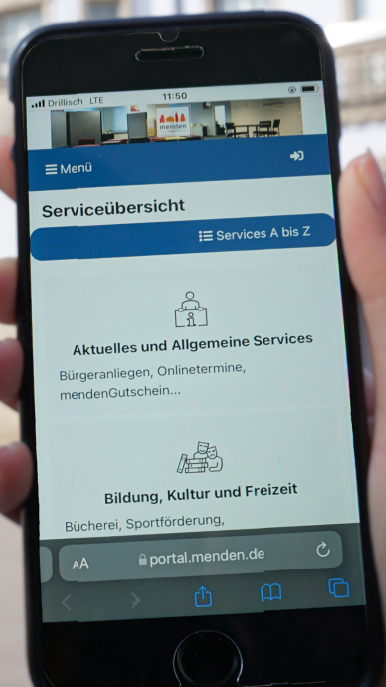 Drillisch LTE
11:50
menden
Menü
Serviceübersicht
Services A bis Z
Aktuelles und Allgemeine Services
Bürgeranliegen, Onlinetermine,
mendenGutschein...
Bildung, Kultur und Freizeit
Bücherei, Sportförderung,
AA
portal.menden.de